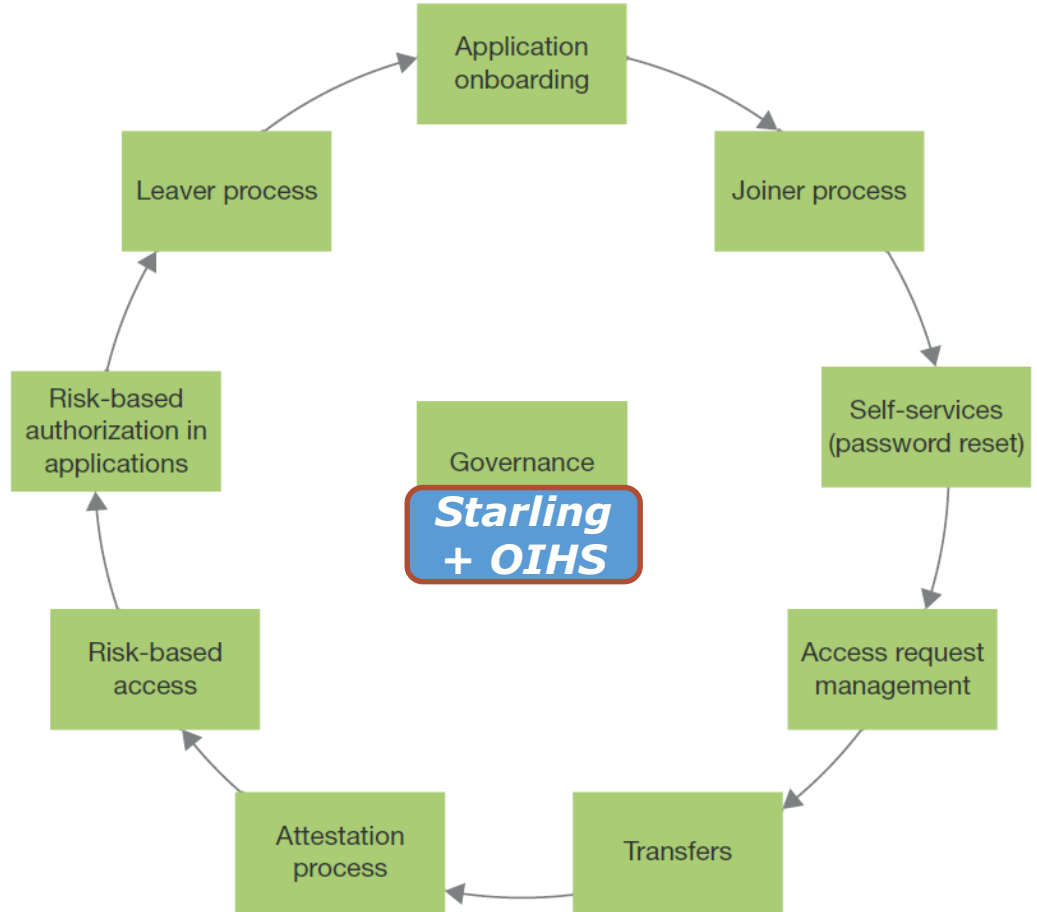 Application
onboarding
Joiner process
Self-services
(password reset)
Access request
management
Transfers
Attestation
process
Risk-based
access
Risk-based
authorization in
applications
Leaver process
Governance
Starling
+ OIHS